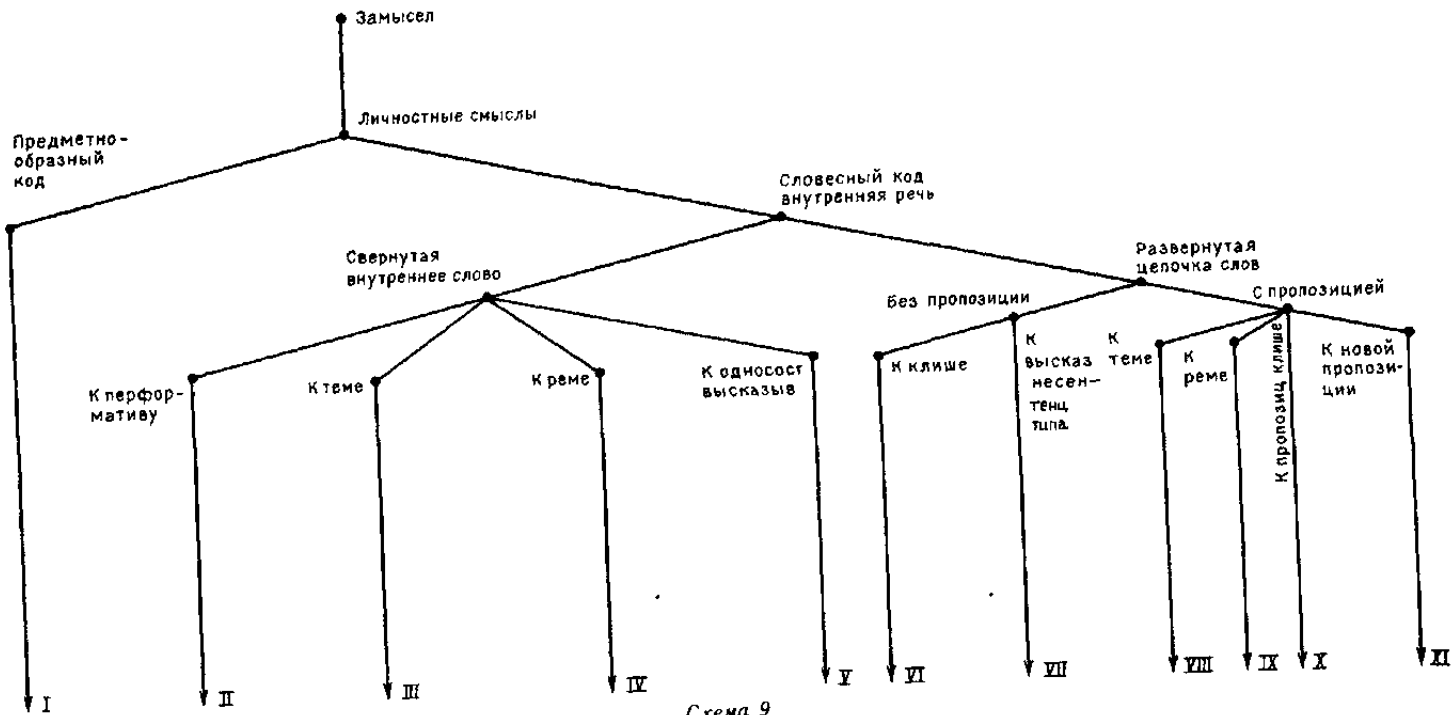 Замысел
Личностные смыслы
Предметно-
образный
код
Словесный код
внутренняя речь
Свернутая
внутреннее слово
Развернутая
цепочка слов
Без пропозиции
С пропозицией
К перфор-
мативу
К теме
К реме
К односост
высказыв
К клише
К
высказ
несен-
тенц
типа
К
теме
К
реме
К пропозиц клише
К новой
пропози-
ции
I
II
III
IV
V
VI
VII
VIII
IX
X
XI
Схема 9